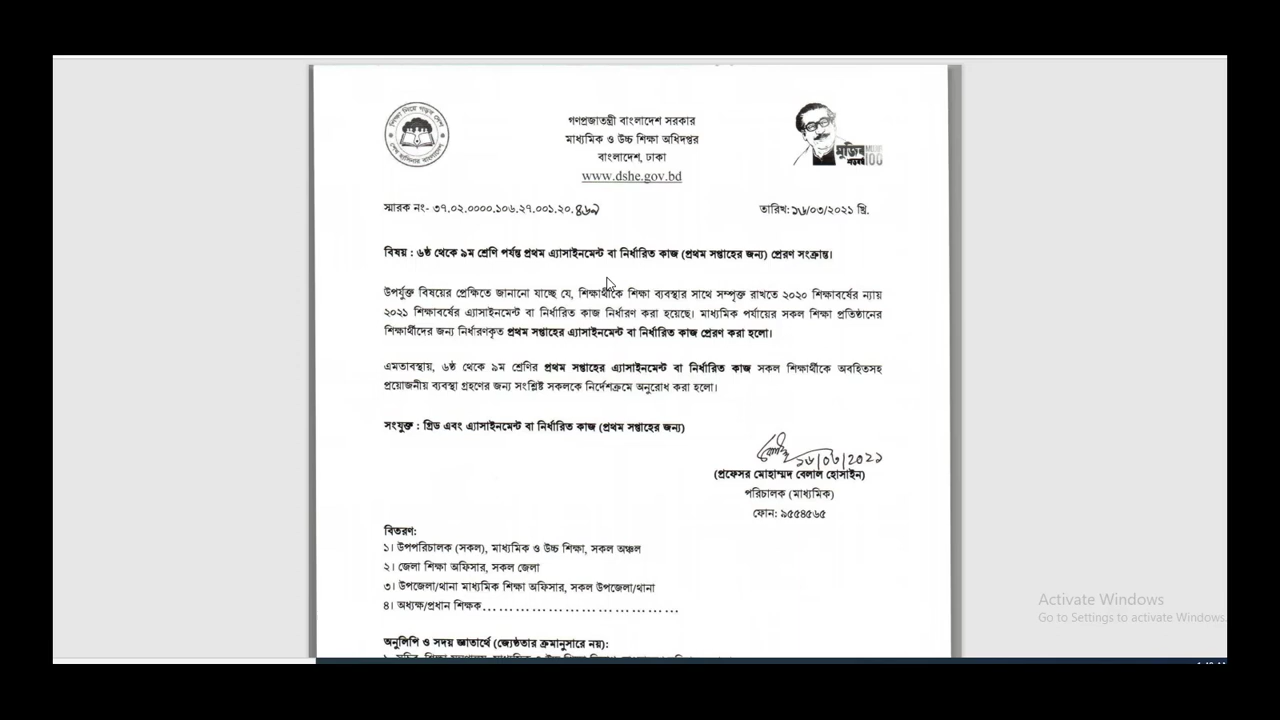 শিক্ষা নিয়ে গড়ব দেশ
শেখ হাসিনার বাংলাদেশ
গণপ্রজাতন্ত্রী বাংলাদেশ সরকার
মাধ্যমিক ও উচ্চ শিক্ষা অধিদপ্তর
বাংলাদেশ, ঢাকা
www.dshe.gov.bd
মুজিব
শতবর্ষ 100
স্মারক নং- ৩৭.০২.০০০০.১০৬.২৭.০০১.২০.
তারিখ: ১৬/০৩/২০২১ খ্রি.
বিষয় : ৬ষ্ঠ থেকে ৯ম শ্রেণি পর্যন্ত প্রথম এ্যাসাইনমেন্ট বা নির্ধারিত কাজ (প্রথম সপ্তাহের জন্য) প্রেরণ সংক্রান্ত।
উপর্যুক্ত বিষয়ের প্রেক্ষিতে জানানো যাচ্ছে যে, শিক্ষার্থীকে শিক্ষা ব্যবস্থার সাথে সম্পৃক্ত রাখতে ২০২০ শিক্ষাবর্ষের ন্যায়
২০২১ শিক্ষাবর্ষের এ্যাসাইনমেন্ট বা নির্ধারিত কাজ নির্ধারণ করা হয়েছে। মাধ্যমিক পর্যায়ের সকল শিক্ষা প্রতিষ্ঠানের
শিক্ষার্থীদের জন্য নির্ধারণকৃত প্রথম সপ্তাহের এ্যাসাইনমেন্ট বা নির্ধারিত কাজ প্রেরণ করা হলো।
এমতাবস্থায়, ৬ষ্ঠ থেকে ৯ম শ্রেণির প্রথম সপ্তাহের এ্যাসাইনমেন্ট বা নির্ধারিত কাজ সকল শিক্ষার্থীকে অবহিতসহ
প্রয়োজনীয় ব্যবস্থা গ্রহণের জন্য সংশ্লিষ্ট সকলকে নির্দেশক্রমে অনুরোধ করা হলো।
সংযুক্ত : গ্রিড এবং এ্যাসাইনমেন্ট বা নির্ধারিত কাজ (প্রথম সপ্তাহের জন্য)
১৬/০৩/২০২১
(প্রফেসর মোহাম্মদ বেলাল হোসাইন)
পরিচালক (মাধ্যমিক)
ফোন: ৯৫৫৪৫৬৫
বিতরণ:
১। উপপরিচালক (সকল), মাধ্যমিক ও উচ্চ শিক্ষা, সকল অঞ্চল
২। জেলা শিক্ষা অফিসার, সকল জেলা
৩। উপজেলা/থানা মাধ্যমিক শিক্ষা অফিসার, সকল উপজেলা/থানা
৪। অধ্যক্ষ/প্রধান শিক্ষক.................................
অনুলিপি ও সদয় জ্ঞাতার্থে (জ্যেষ্ঠতার ক্রমানুসারে নয়):
Activate Windows
Go to Settings to activate Windows.